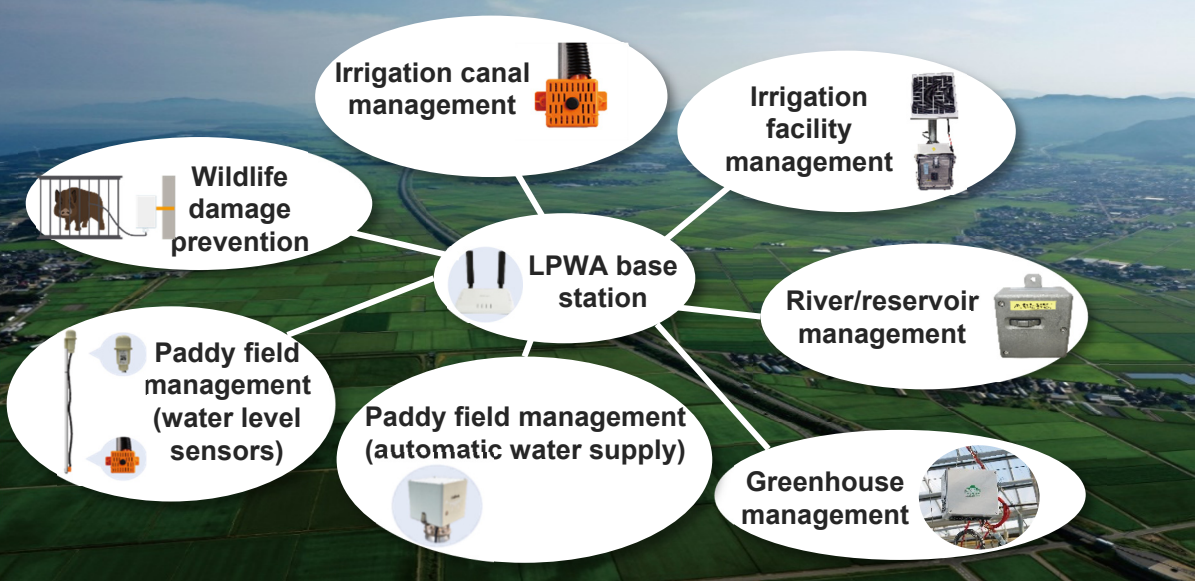 Irrigation canal
management
Irrigation
facility
management
Wildlife
damage
prevention
LPWA base
station
River/reservoir
management
Paddy field
management
(water level
sensors)
Paddy field management
(automatic water supply)
Greenhouse
management